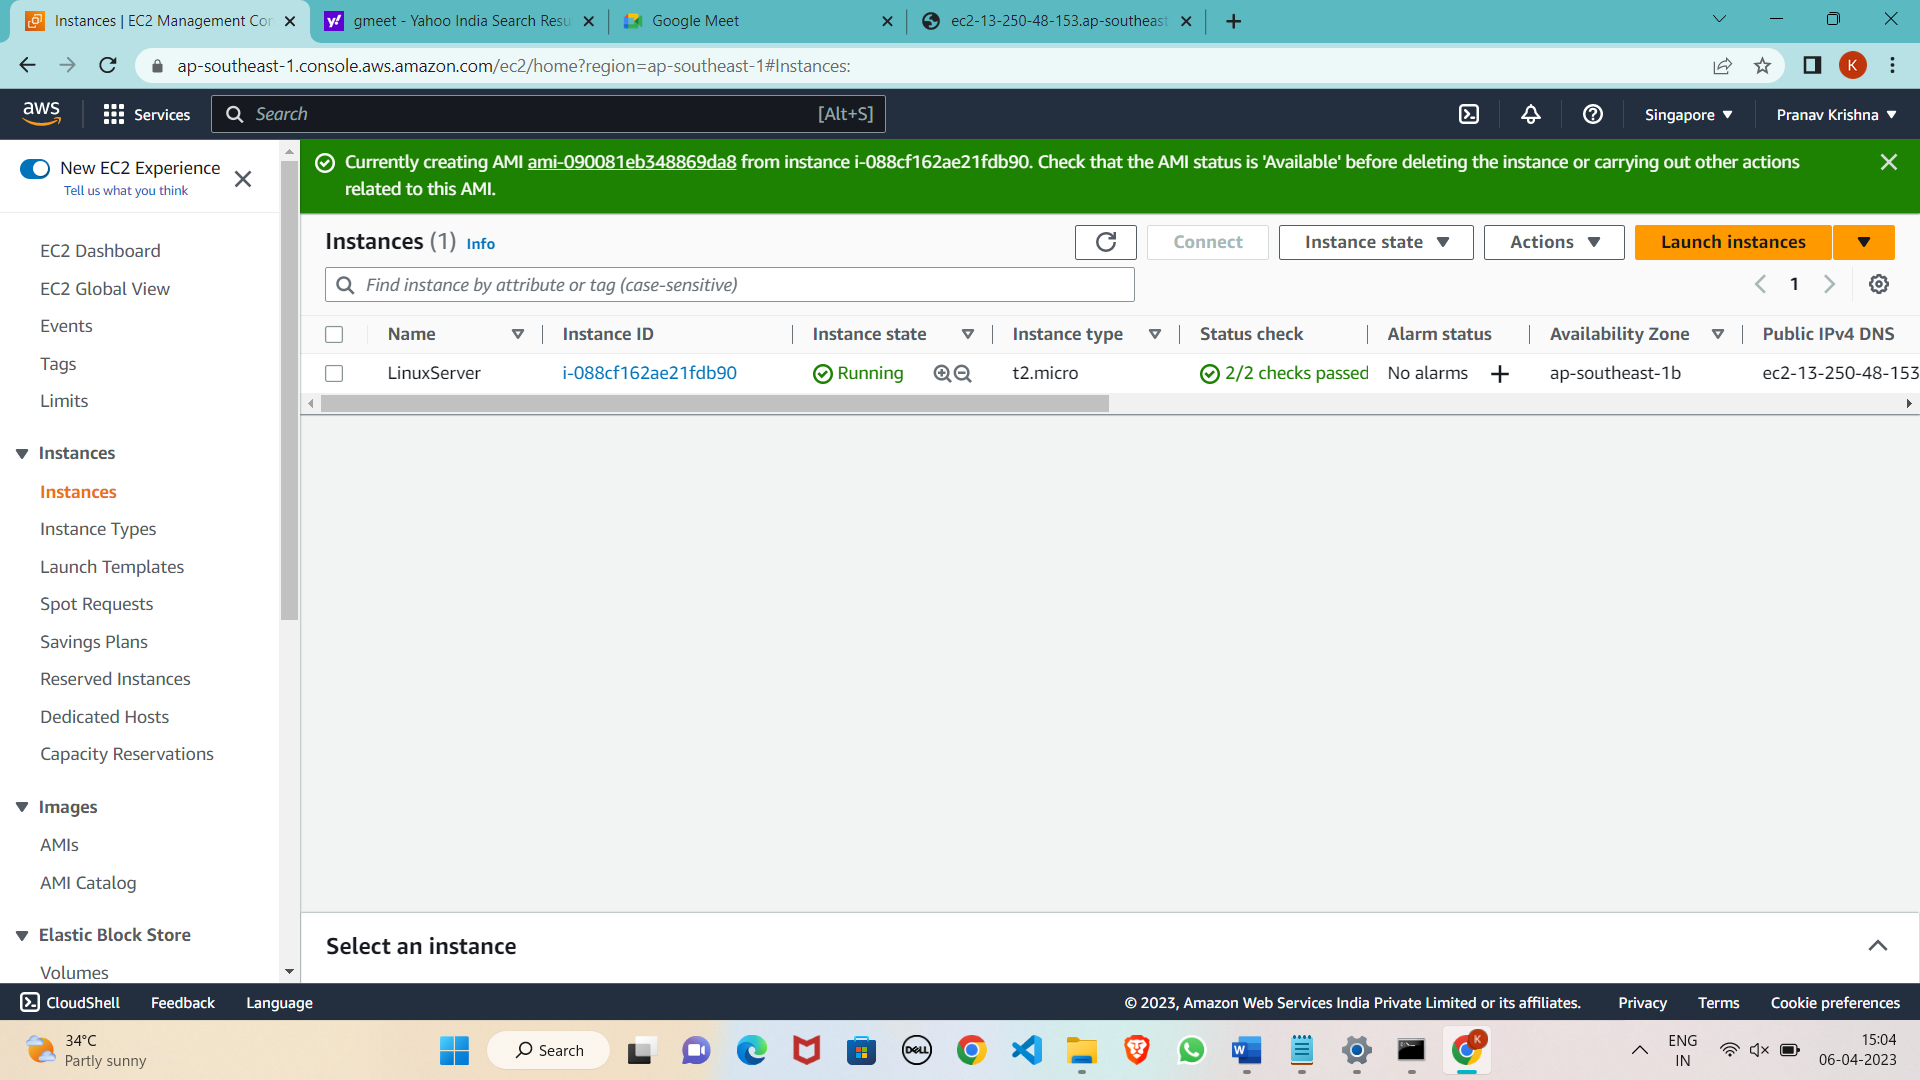 Instances | EC2 Management Con
gmeet - Yahoo India Search Resu
Google Meet
ec2-13-250-48-153.ap-southeast
ap-southeast-1.console.aws.amazon.com/ec2/home?region=ap-southeast-1#Instances:
K
aws
Services
Search
[Alt+S]
Singapore
Pranav Krishna
New EC2 Experience
Tell us what you think
Currently creating AMI ami-090081eb348869da8 from instance i-088cf162ae21fdb90. Check that the AMI status is 'Available' before deleting the instance or carrying out other actions
related to this AMI.
EC2 Dashboard
EC2 Global View
Events
Tags
Limits
Instances
Instances
Instance Types
Launch Templates
Spot Requests
Savings Plans
Reserved Instances
Dedicated Hosts
Capacity Reservations
Images
AMIs
AMI Catalog
Elastic Block Store
Volumes
Instances (1) Info
Connect
Instance state
Actions
Launch instances
Find instance by attribute or tag (case-sensitive)
1
Name Instance ID Instance state Instance type Status check Alarm status Availability Zone Public IPv4 DNS
LinuxServer i-088cf162ae21fdb90 Running t2.micro 2/2 checks passed No alarms ap-southeast-1b ec2-13-250-48-153
Select an instance
CloudShell Feedback Language
© 2023, Amazon Web Services India Private Limited or its affiliates. Privacy Terms Cookie preferences
34°C
Partly sunny
Search
DELL
W
K
ENG
IN
15:04
06-04-2023